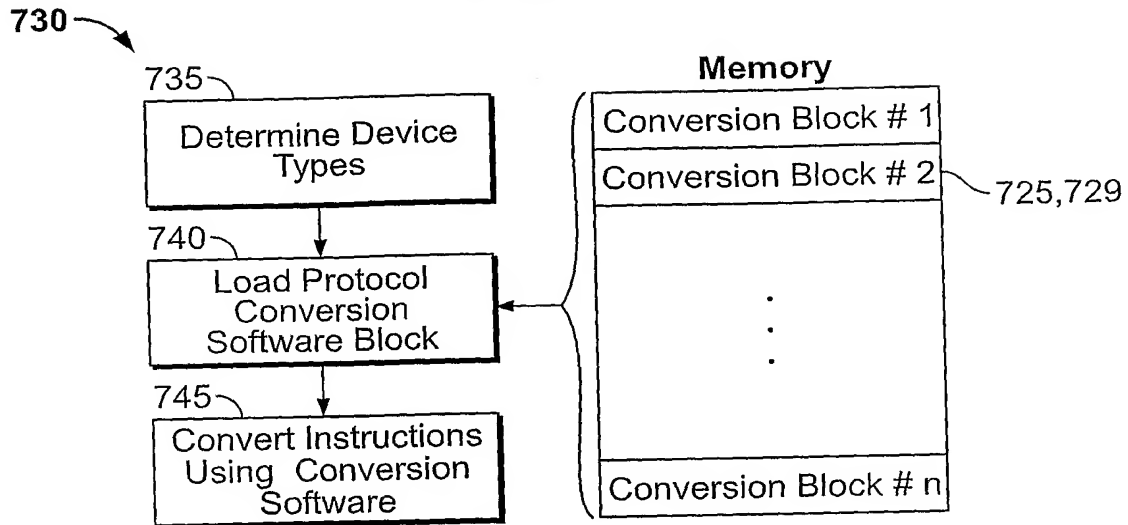 730
735
Determine Device
Types
740
Load Protocol
Conversion
Software Block
745
Convert Instructions
Using Conversion
Software
Memory
Conversion Block # 1
Conversion Block # 2
725,729
Conversion Block # n